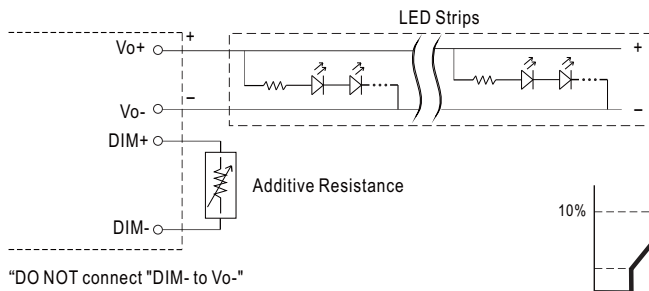 LED Strips
Vo+
+
+
Vo-
–
–
DIM+
Additive Resistance
DIM-
10%
“DO NOT connect "DIM- to Vo-"